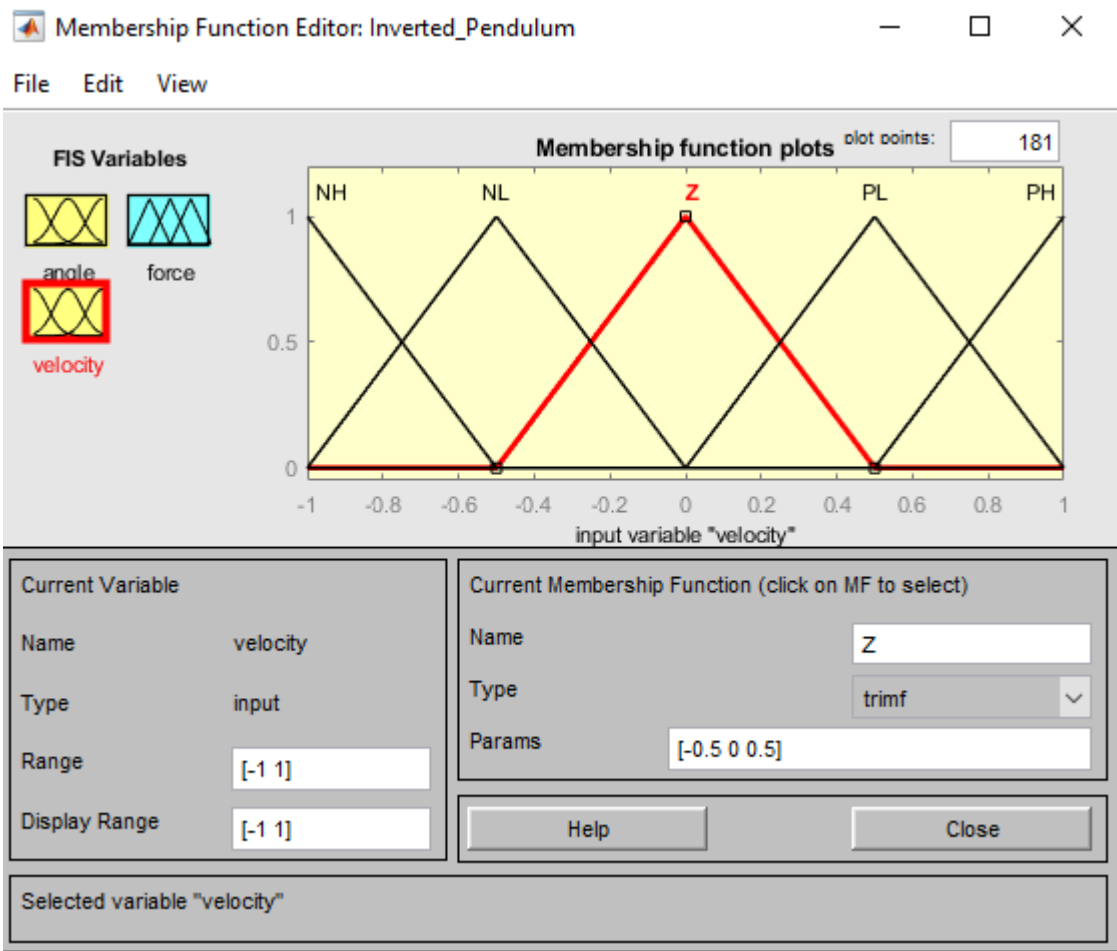 Membership Function Editor: Inverted_Pendulum
File Edit View
FIS Variables
angle
force
velocity
Membership function plots
plot points:
181
NH NL Z PL PH
1
0.5
0
-1 -0.8 -0.6 -0.4 -0.2 0 0.2 0.4 0.6 0.8 1
input variable "velocity"
Current Variable
Name velocity
Type input
Range [-1 1]
Display Range [-1 1]
Current Membership Function (click on MF to select)
Name Z
Type trimf
Params [-0.5 0 0.5]
Help Close
Selected variable "velocity"